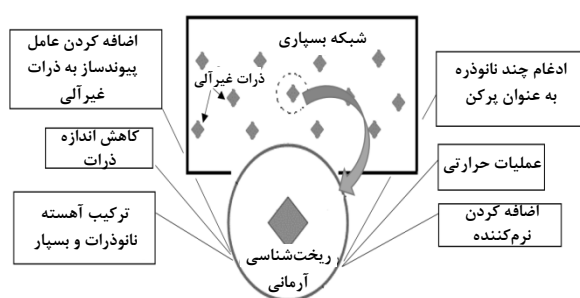 شبکه بسپاری
ذرات غیرآلی
اضافه کردن عامل
پیوندساز به ذرات
غیرآلی
کاهش اندازه
ذرات
ترکیب آهسته
نانوذرات و بسپار
ادغام چند نانوذره
به عنوان پرکن
عملیات حرارتی
اضافه کردن
نرم‌کننده
ریخت‌شناسی
آرمانی